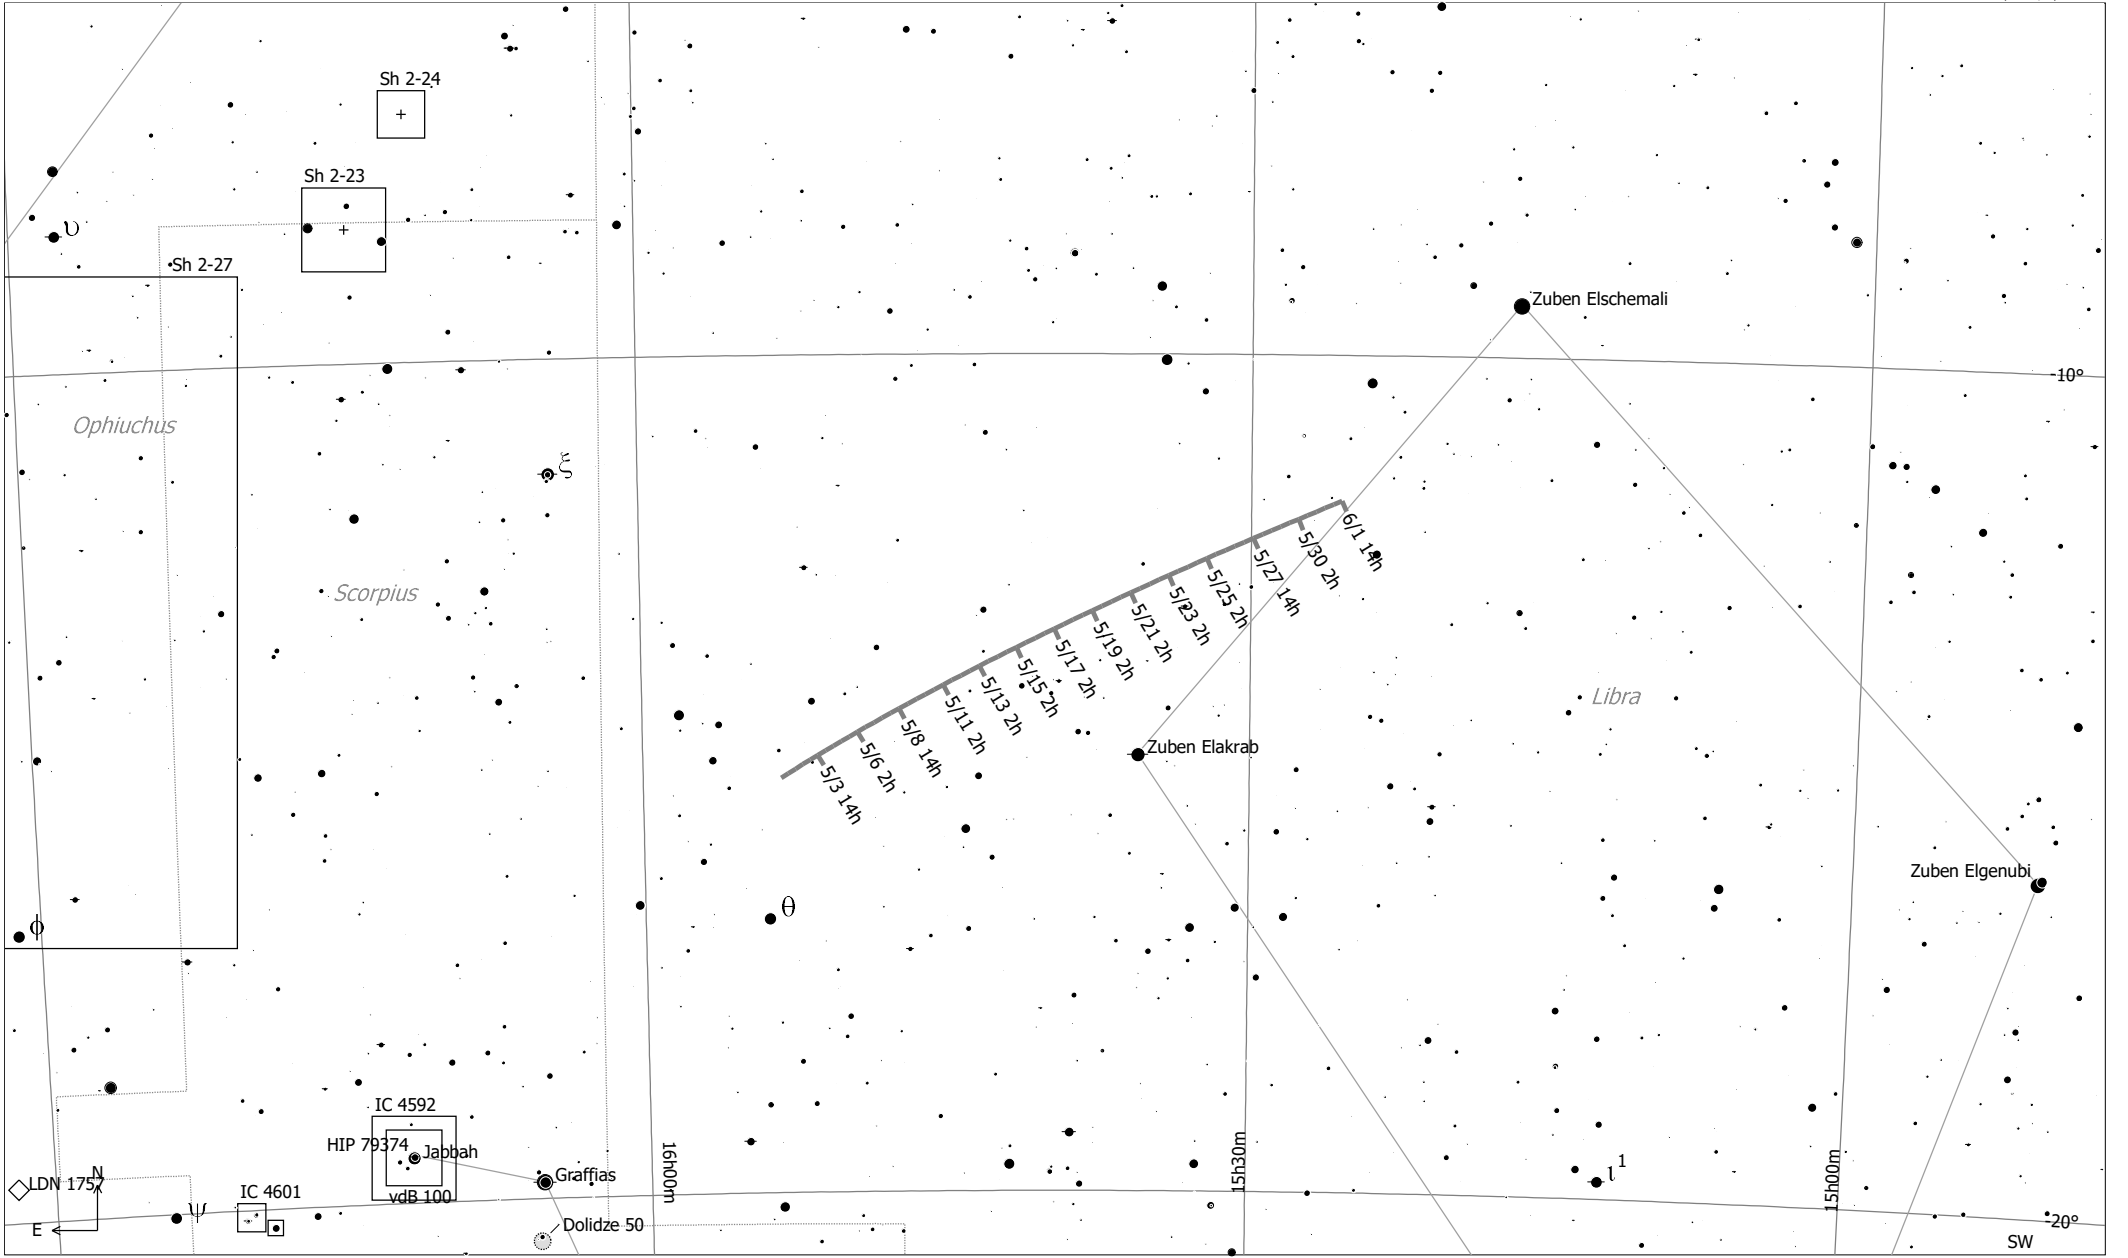 Sh 2-24
Sh 2-23
υ
Sh 2-27
Zuben Elschemali
-10°
Ophiuchus
ξ
Scorpius
6/1 14h
5/30 2h
5/27 14h
5/25 2h
5/23 2h
5/21 2h
5/19 2h
5/17 2h
5/15 2h
5/13 2h
5/11 2h
5/8 14h
5/6 2h
5/3 14h
Libra
Zuben Elakrab
Zuben Elgenubi
θ
ϕ
IC 4592
HIP 79374
Jabbah
vdB 100
Graffias
16h00m
15h30m
15h00m
ι¹
LDN 1757
N
E
ψ
IC 4601
Dolidze 50
-20°
SW